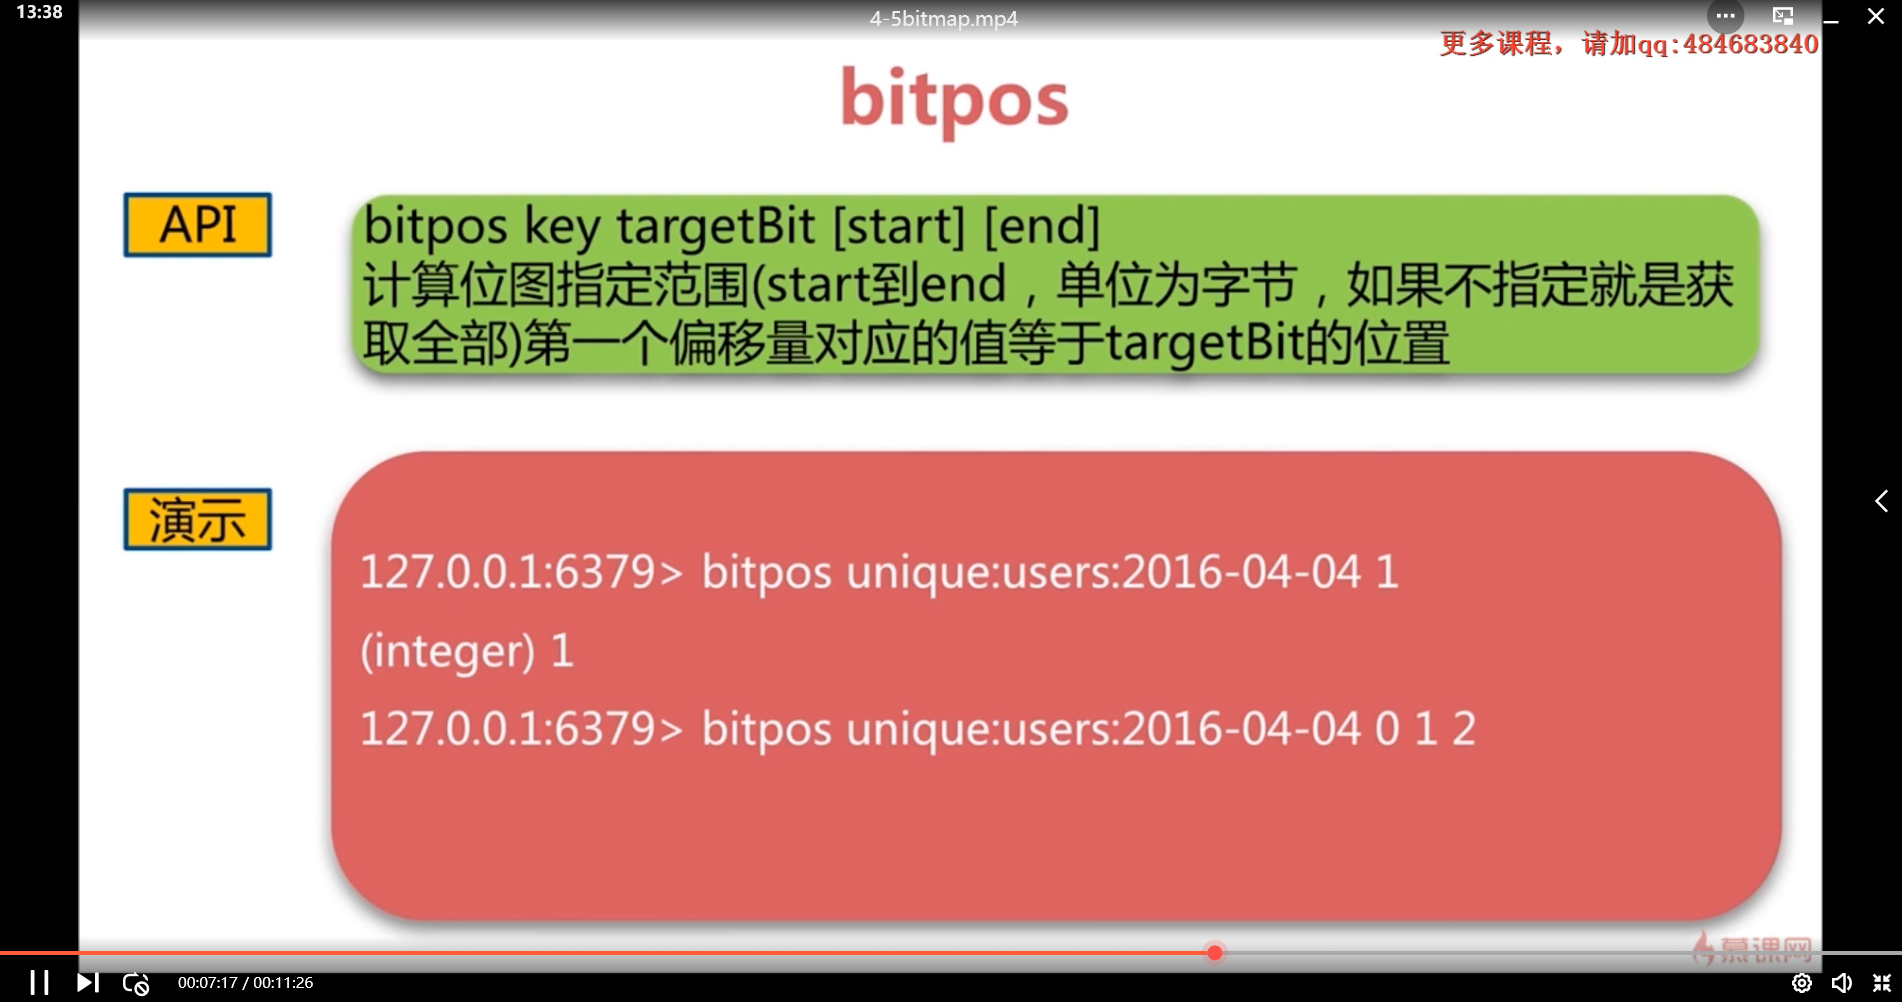 13:38
4-5bitmap.mp4
更多课程，请加qq:484683840
bitpos
API
bitpos key targetBit [start] [end]
计算位图指定范围(start到end，单位为字节，如果不指定就是获
取全部)第一个偏移量对应的值等于targetBit的位置
演示
127.0.0.1:6379> bitpos unique:users:2016-04-04 1
(integer) 1
127.0.0.1:6379> bitpos unique:users:2016-04-04 0 1 2
慕课网
00:07:17 / 00:11:26